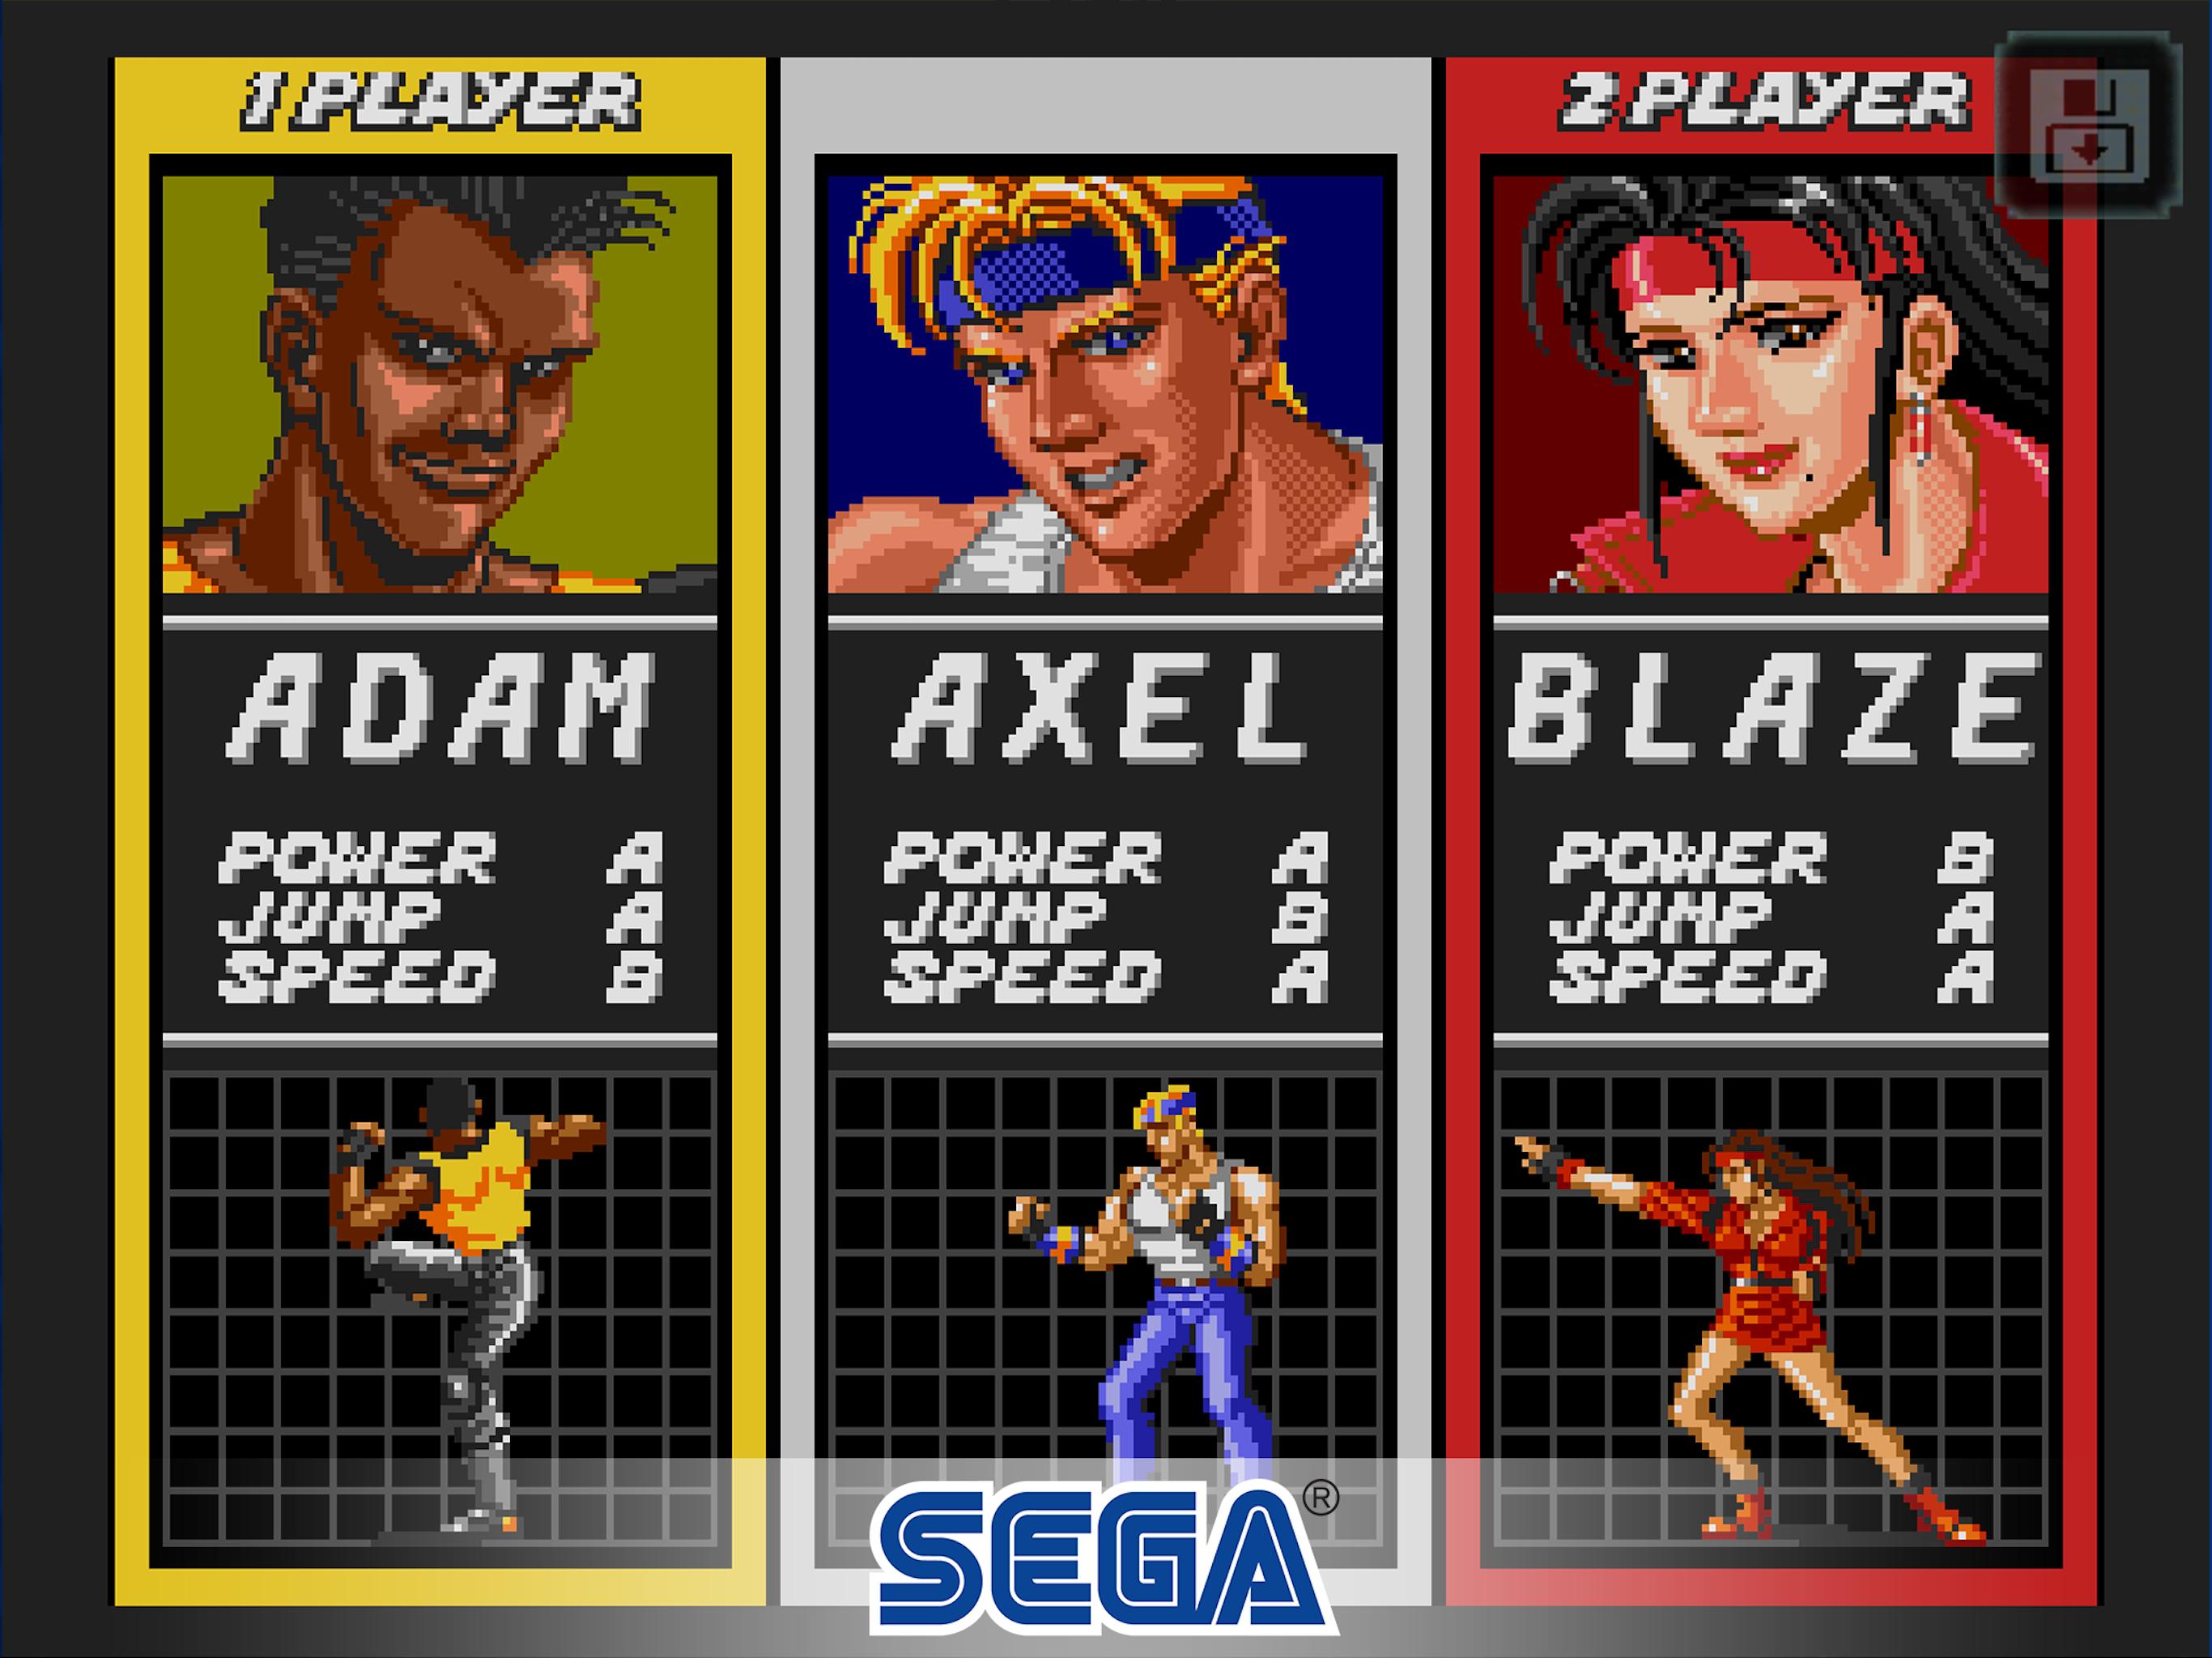 1 PLAYER
2 PLAYER
ADAM
AXEL
BLAZE
POWER A
JUMP A
SPEED B
POWER A
JUMP B
SPEED A
POWER B
JUMP A
SPEED A
SEGA®